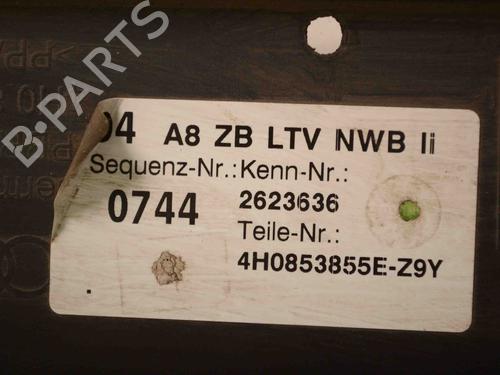 04 A8 ZB LTV NWB li
Sequenz-Nr.: Kenn-Nr.:
0744 2623636
Teile-Nr.:
4H0853855E-Z9Y
B-PARTS